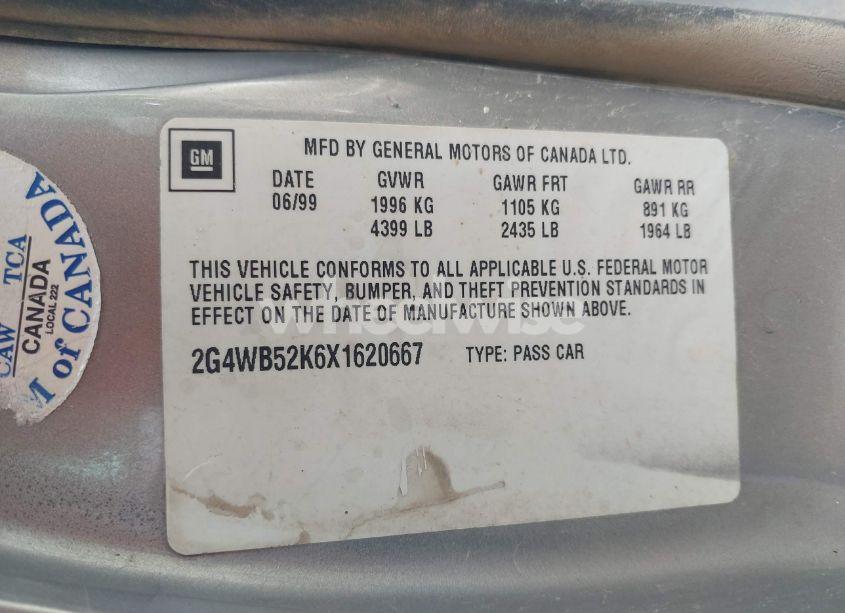 GM
MFD BY GENERAL MOTORS OF CANADA LTD.
DATE GVWR GAWR FRT GAWR RR
06/99 1996 KG 1105 KG 891 KG
4399 LB 2435 LB 1964 LB
THIS VEHICLE CONFORMS TO ALL APPLICABLE U.S. FEDERAL MOTOR
VEHICLE SAFETY, BUMPER, AND THEFT PREVENTION STANDARDS IN
EFFECT ON THE DATE OF MANUFACTURE SHOWN ABOVE.
2G4WB52K6X1620667 TYPE: PASS CAR
CAW TCA
CANADA
LOCAL 222
M of CANADA
wheelwise